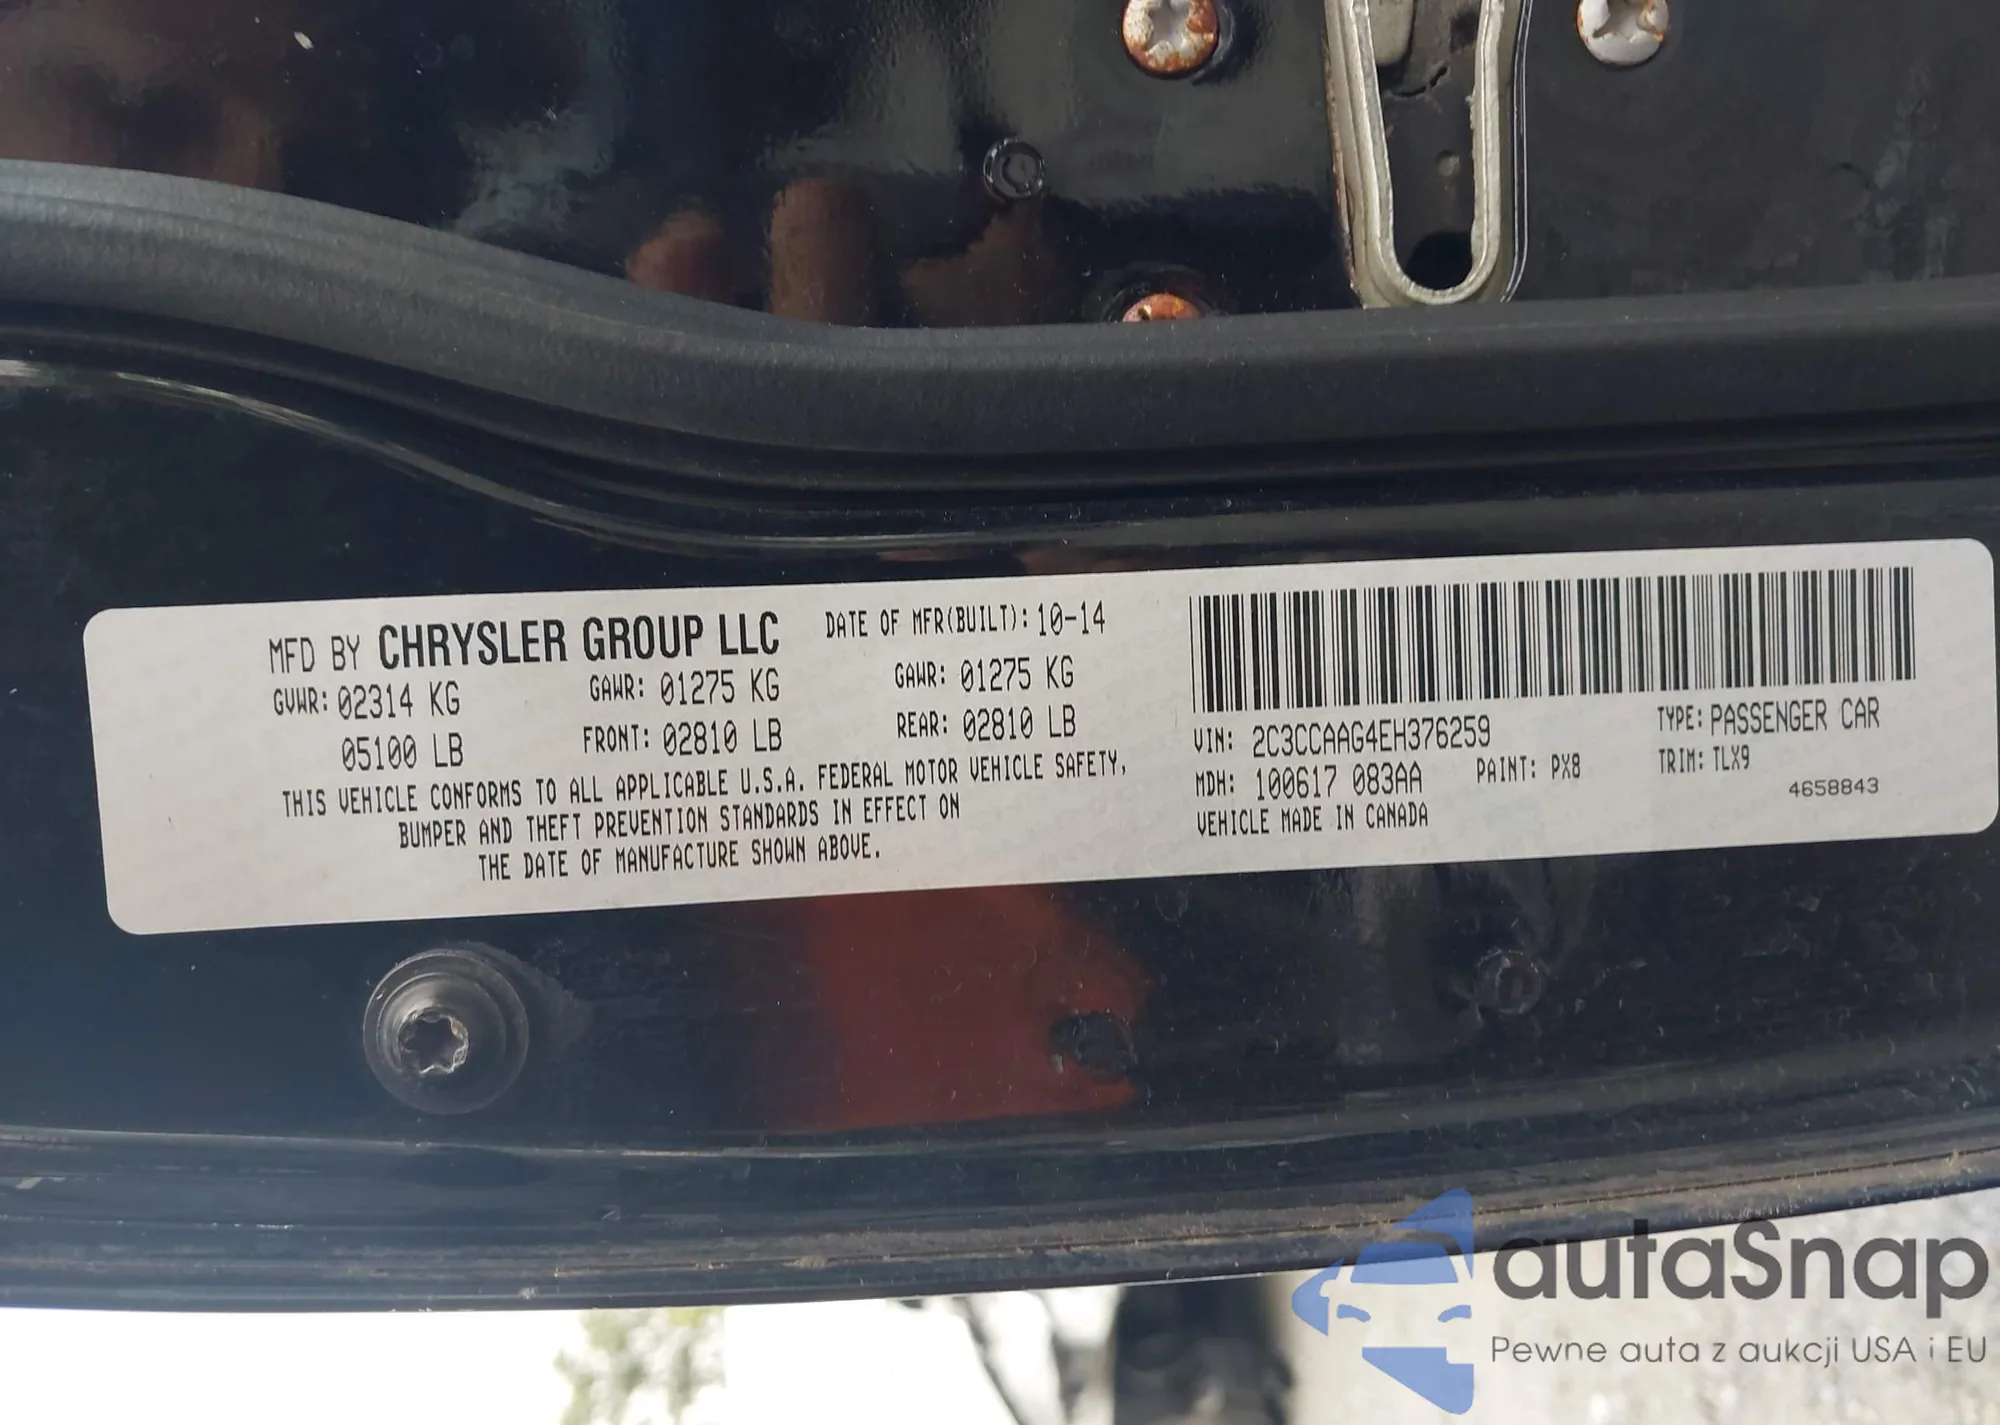 MFD BY CHRYSLER GROUP LLC DATE OF MFR(BUILT): 10-14
GVWR: 02314 KG GAWR: 01275 KG GAWR: 01275 KG
05100 LB FRONT: 02810 LB REAR: 02810 LB
THIS VEHICLE CONFORMS TO ALL APPLICABLE U.S.A. FEDERAL MOTOR VEHICLE SAFETY,
BUMPER AND THEFT PREVENTION STANDARDS IN EFFECT ON
THE DATE OF MANUFACTURE SHOWN ABOVE.
VIN: 2C3CCAAG4EH376259 TYPE: PASSENGER CAR
MDH: 100617 083AA PAINT: PX8 TRIM: TLX9
VEHICLE MADE IN CANADA 4658843
autaSnap
Pewne auta z aukcji USA i EU